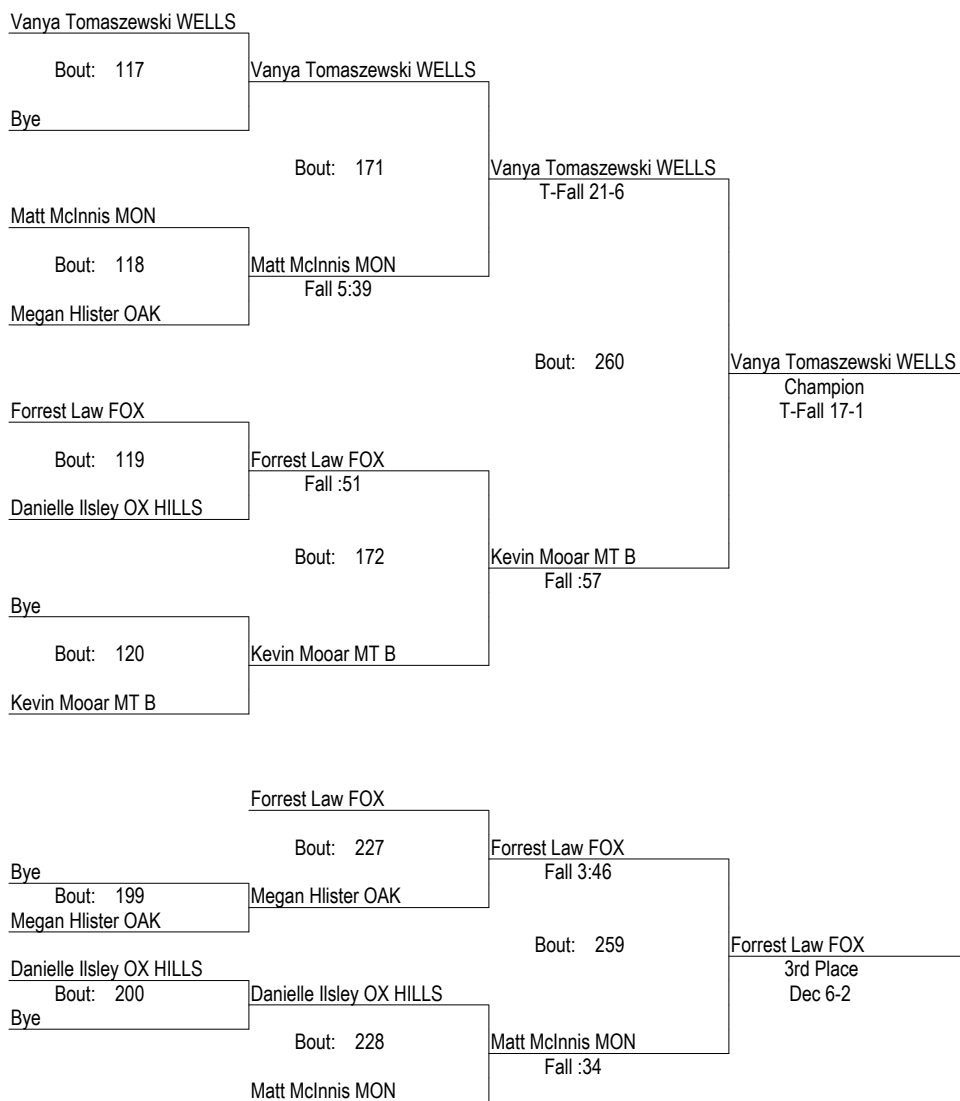 Vanya Tomaszewski WELLS
Bout: 117
Vanya Tomaszewski WELLS
Bye
Bout: 171
Vanya Tomaszewski WELLS
T-Fall 21-6
Matt McInnis MON
Bout: 118
Matt McInnis MON
Fall 5:39
Megan Hlister OAK
Bout: 260
Vanya Tomaszewski WELLS
Champion
T-Fall 17-1
Forrest Law FOX
Bout: 119
Forrest Law FOX
Fall :51
Danielle Ilsley OX HILLS
Bout: 172
Kevin Mooar MT B
Fall :57
Bye
Bout: 120
Kevin Mooar MT B
Kevin Mooar MT B
Forrest Law FOX
Bout: 227
Forrest Law FOX
Fall 3:46
Bye
Bout: 199
Megan Hlister OAK
Megan Hlister OAK
Bout: 259
Forrest Law FOX
3rd Place
Dec 6-2
Danielle Ilsley OX HILLS
Bout: 200
Danielle Ilsley OX HILLS
Bye
Bout: 228
Matt McInnis MON
Fall :34
Matt McInnis MON